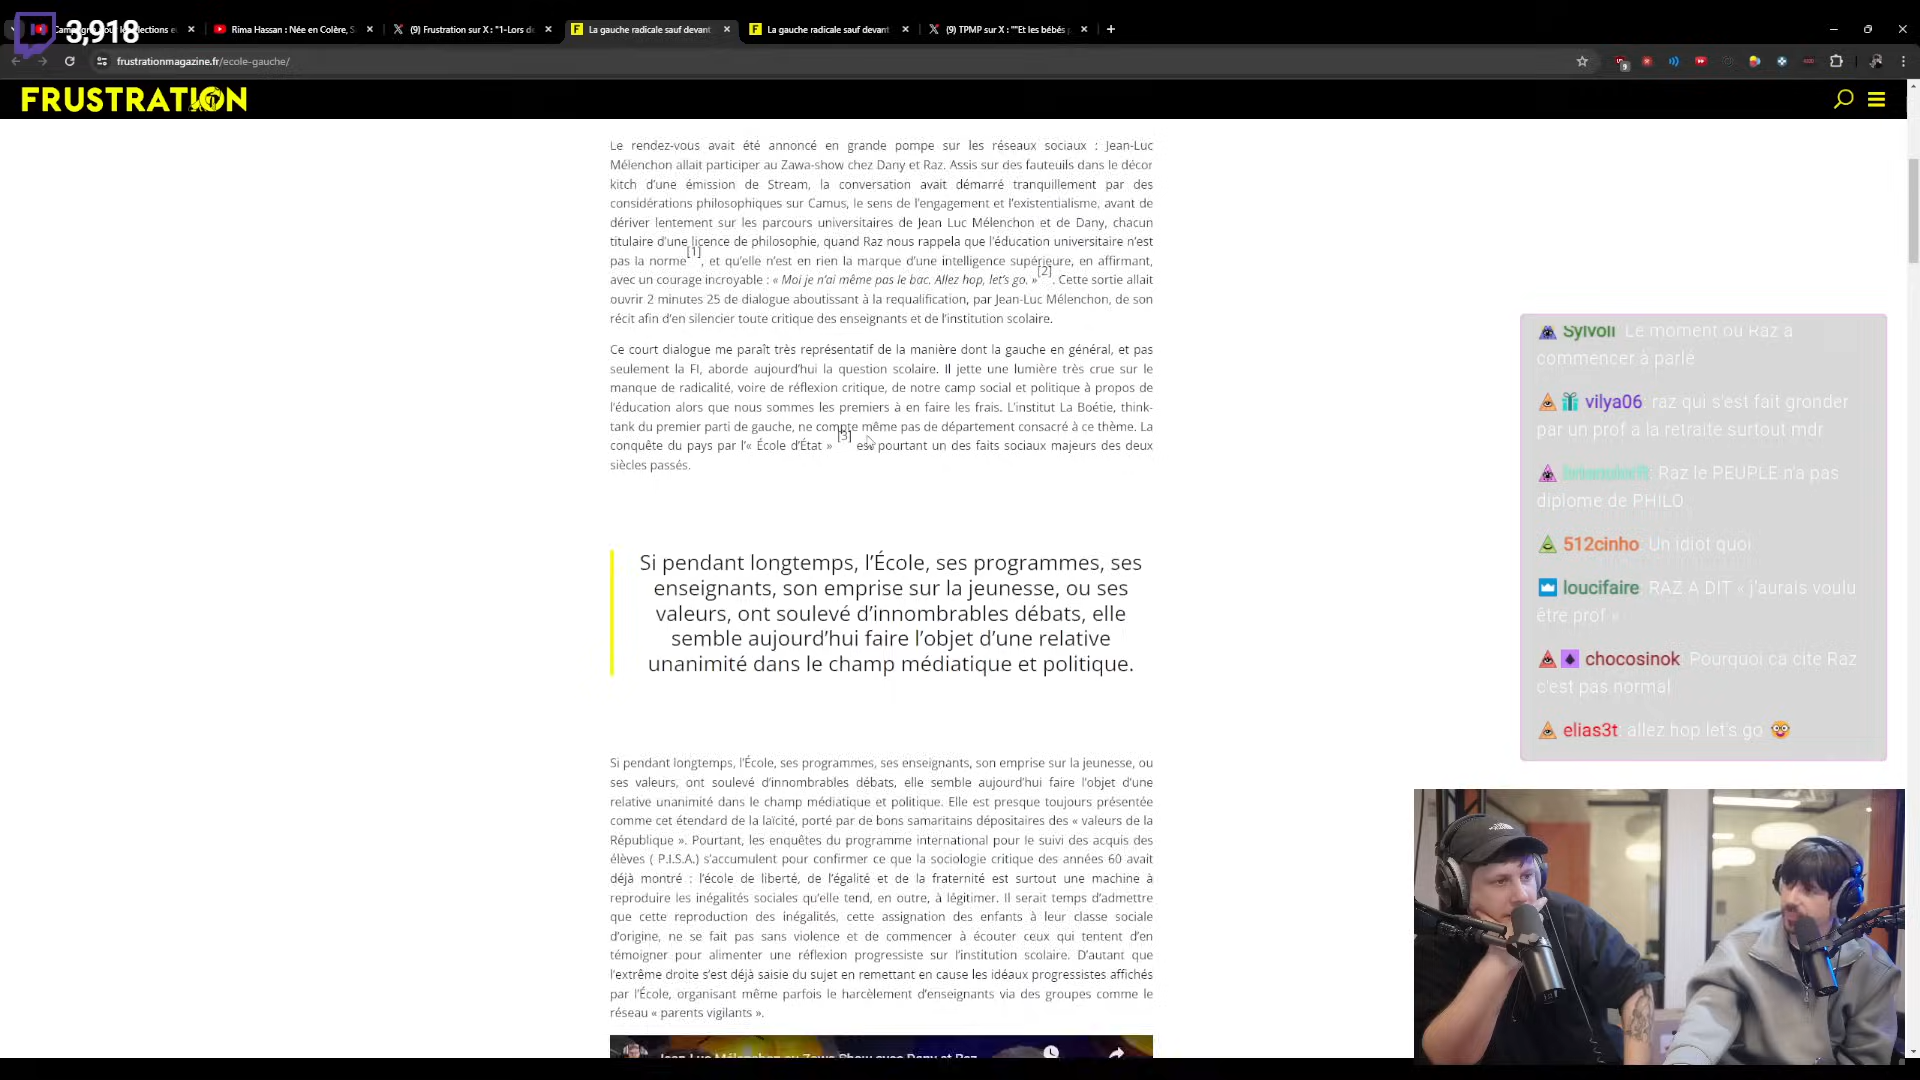 3,918
Rima Hassan : Née en Colère, S
(9) Frustration sur X : "1-Lors d
La gauche radicale sauf devant
La gauche radicale sauf devant
(9) TPMP sur X : ""Et les bébés
frustrationmagazine.fr/ecole-gauche/
9
FRUSTRATION
Le rendez-vous avait été annoncé en grande pompe sur les réseaux sociaux : Jean-Luc
Mélenchon allait participer au Zawa-show chez Dany et Raz. Assis sur des fauteuils dans le décor
kitch d'une émission de Stream, la conversation avait démarré tranquillement par des
considérations philosophiques sur Camus, le sens de l'engagement et l'existentialisme, avant de
dériver lentement sur les parcours universitaires de Jean Luc Mélenchon et de Dany, chacun
titulaire d'une licence de philosophie, quand Raz nous rappela que l'éducation universitaire n'est
pas la norme[1], et qu'elle n'est en rien la marque d'une intelligence supérieure, en affirmant,
avec un courage incroyable : « Moi je n'ai même pas le bac. Allez hop, let's go. »[2]. Cette sortie allait
ouvrir 2 minutes 25 de dialogue aboutissant à la requalification, par Jean-Luc Mélenchon, de son
récit afin d'en silencier toute critique des enseignants et de l'institution scolaire.
Ce court dialogue me paraît très représentatif de la manière dont la gauche en général, et pas
seulement la FI, aborde aujourd'hui la question scolaire. Il jette une lumière très crue sur le
manque de radicalité, voire de réflexion critique, de notre camp social et politique à propos de
l'éducation alors que nous sommes les premiers à en faire les frais. L'institut La Boétie, think-
tank du premier parti de gauche, ne compte même pas de département consacré à ce thème. La
conquête du pays par l'« École d'État » [3] est pourtant un des faits sociaux majeurs des deux
siècles passés.
Si pendant longtemps, l'École, ses programmes, ses
enseignants, son emprise sur la jeunesse, ou ses
valeurs, ont soulevé d'innombrables débats, elle
semble aujourd'hui faire l'objet d'une relative
unanimité dans le champ médiatique et politique.
Si pendant longtemps, l'École, ses programmes, ses enseignants, son emprise sur la jeunesse, ou
ses valeurs, ont soulevé d'innombrables débats, elle semble aujourd'hui faire l'objet d'une
relative unanimité dans le champ médiatique et politique. Elle est presque toujours présentée
comme cet étendard de la laïcité, porté par de bons samaritains dépositaires des « valeurs de la
République ». Pourtant, les enquêtes du programme international pour le suivi des acquis des
élèves ( P.I.S.A.) s'accumulent pour confirmer ce que la sociologie critique des années 60 avait
déjà montré : l'école de liberté, de l'égalité et de la fraternité est surtout une machine à
reproduire les inégalités sociales qu'elle tend, en outre, à légitimer. Il serait temps d'admettre
que cette reproduction des inégalités, cette assignation des enfants à leur classe sociale
d'origine, ne se fait pas sans violence et de commencer à écouter ceux qui tentent d'en
témoigner pour alimenter une réflexion progressiste sur l'institution scolaire. D'autant que
l'extrême droite s'est déjà saisie du sujet en remettant en cause les idéaux progressistes affichés
par l'École, organisant même parfois le harcèlement d'enseignants via des groupes comme le
réseau « parents vigilants ».
Jean-Luc Mélenchon au Zawa Show avec Dany et Raz
Sylvoli: Le moment où Raz a
commencer à parlé
vilya06: raz qui s'est fait gronder
par un prof a la retraite surtout mdr
Raz le PEUPLE n'a pas
diplome de PHILO
512cinho: Un idiot quoi
loucifaire: RAZ A DIT « j'aurais voulu
être prof »
chocosinok: Pourquoi ca cite Raz
c'est pas normal
elias3t: allez hop let's go